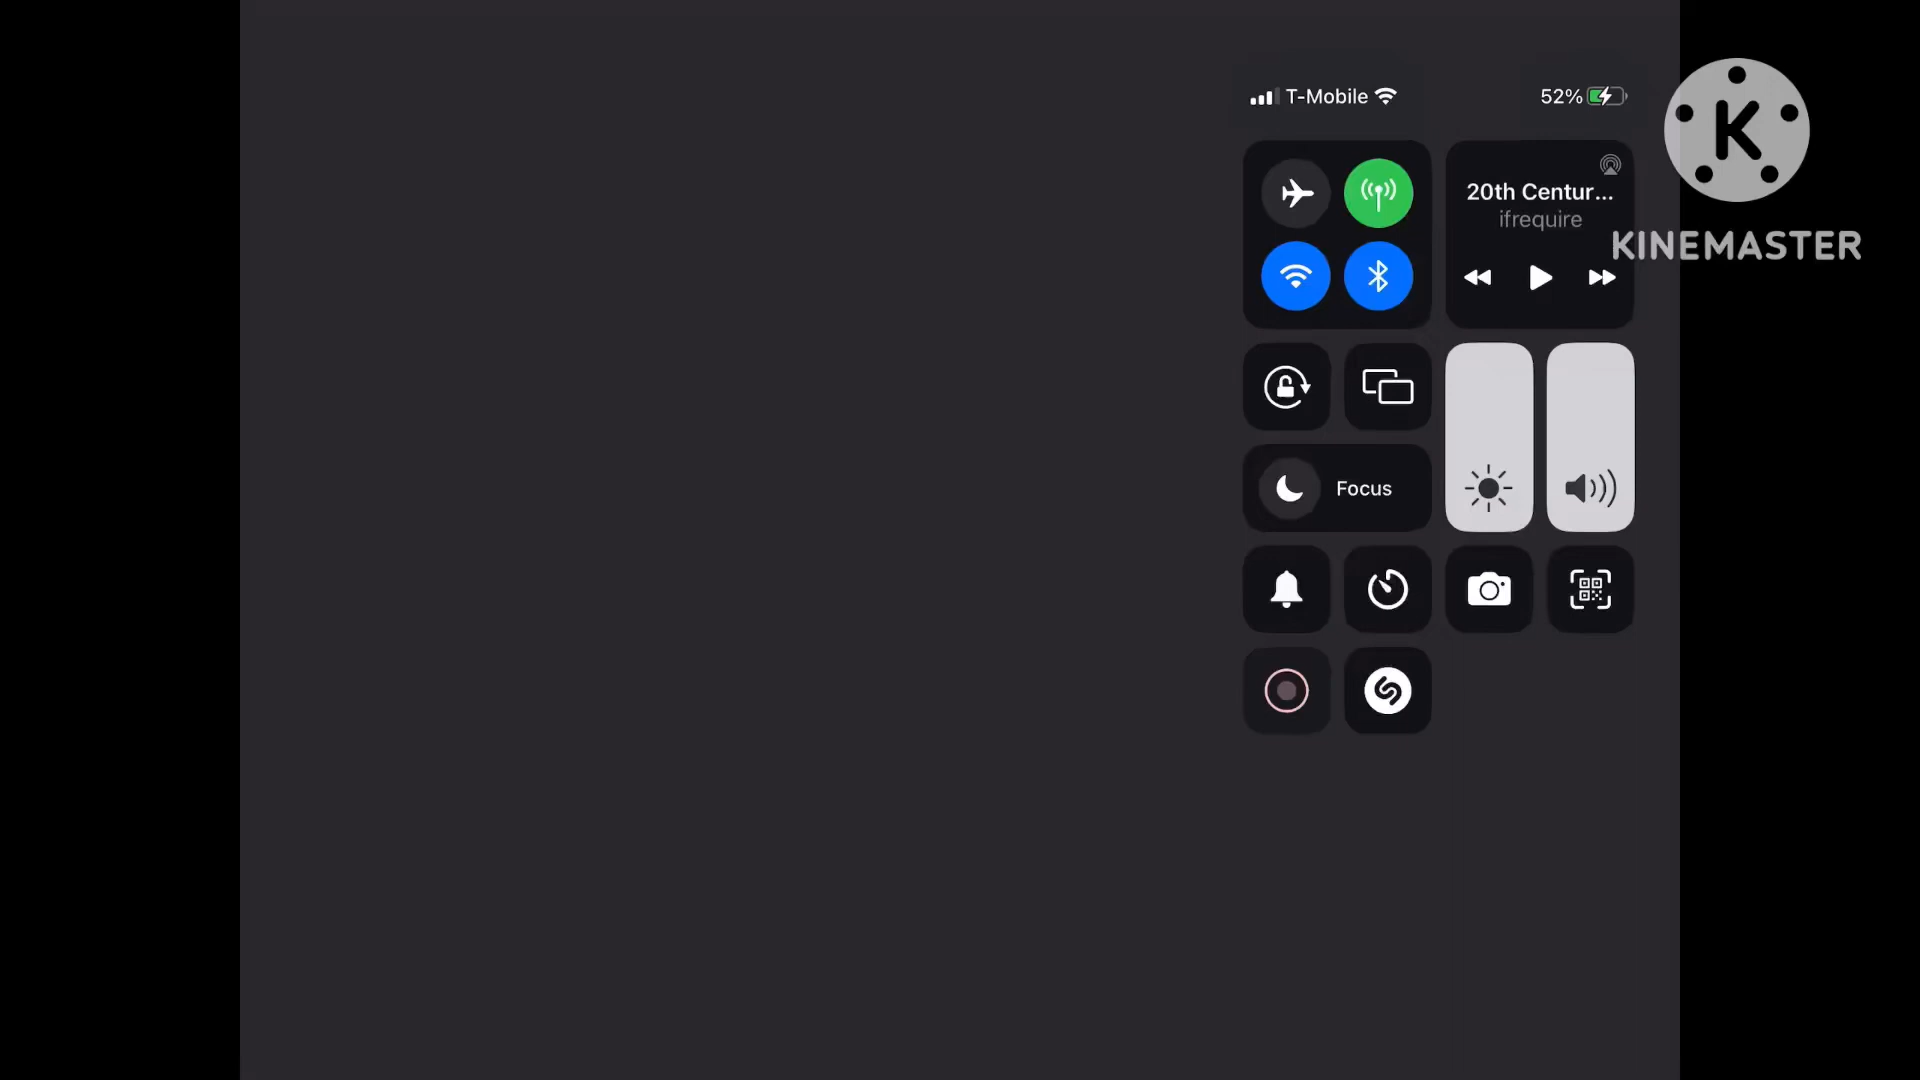 T-Mobile
52%
20th Centur...
ifrequire
K
KINEMASTER
Focus